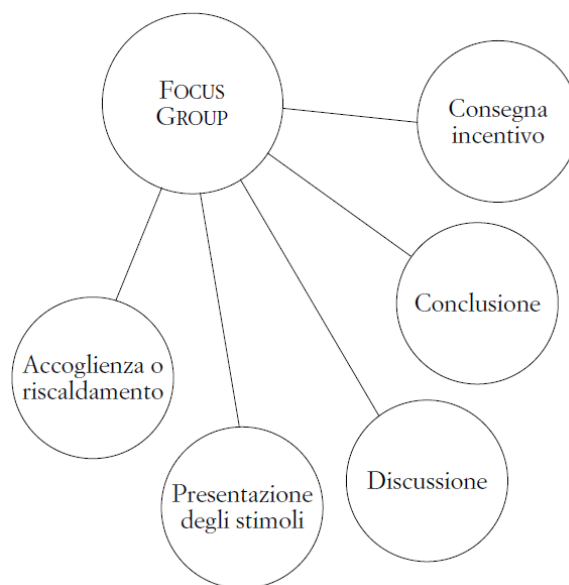 FOCUS
GROUP
Consegna
incentivo
Conclusione
Accoglienza o
riscaldamento
Discussione
Presentazione
degli stimoli